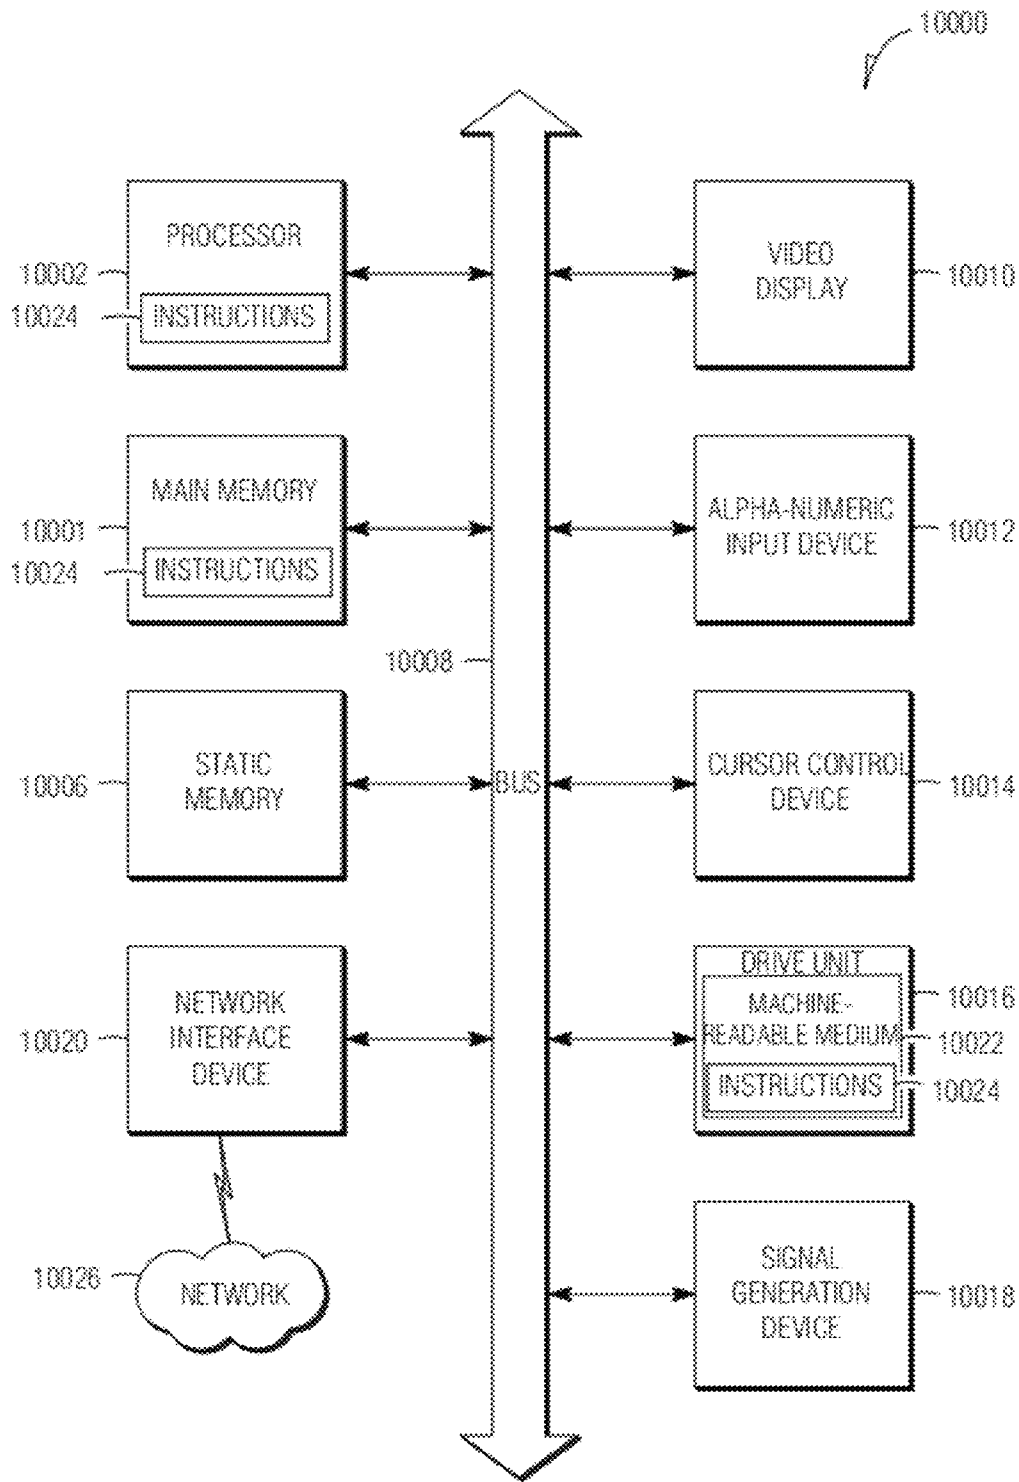 10000
PROCESSOR
10002
10024
INSTRUCTIONS
VIDEO
DISPLAY
10010
MAIN MEMORY
10001
10024
INSTRUCTIONS
ALPHA-NUMERIC
INPUT DEVICE
10012
10008
STATIC
MEMORY
10006
BUS
CURSOR CONTROL
DEVICE
10014
NETWORK
INTERFACE
DEVICE
10020
DRIVE UNIT
10016
MACHINE-
READABLE MEDIUM
10022
INSTRUCTIONS
10024
10026
NETWORK
SIGNAL
GENERATION
DEVICE
10018